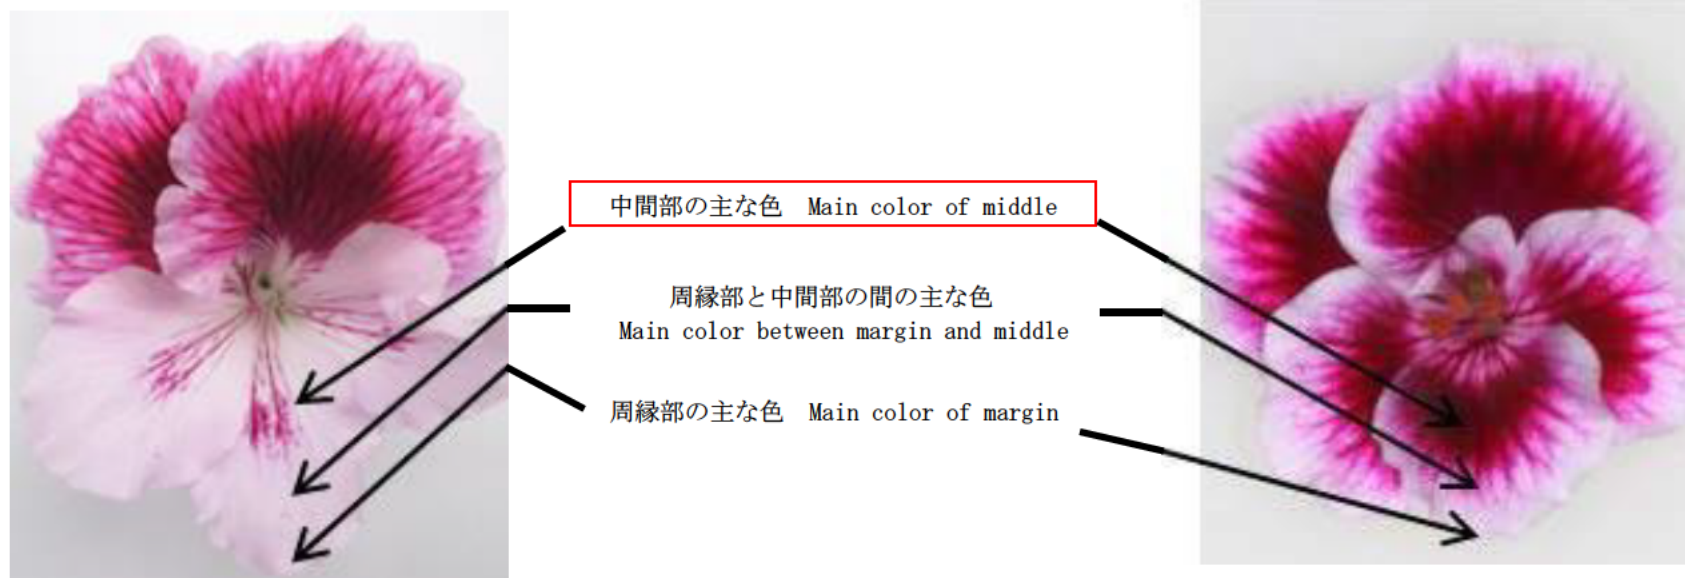 中間部の主な色　Main color of middle
周縁部と中間部の間の主な色
Main color between margin and middle
周縁部の主な色　Main color of margin